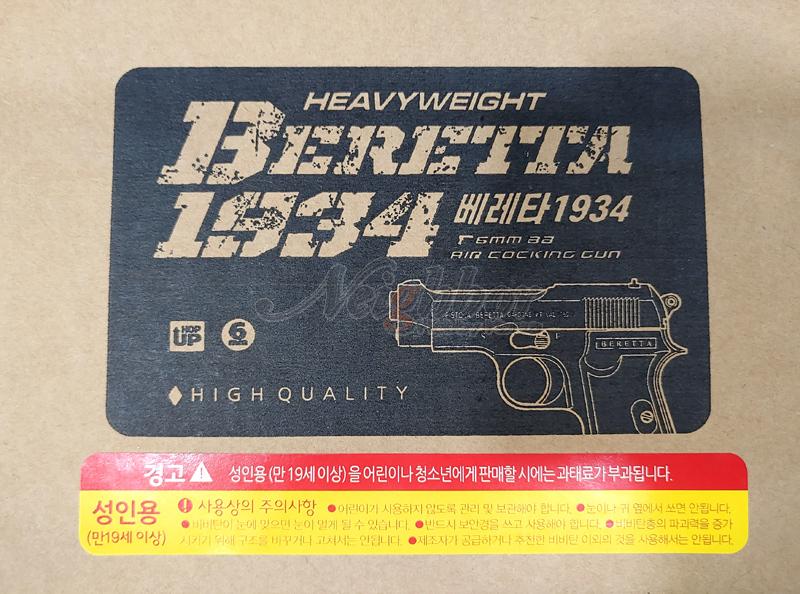 HEAVYWEIGHT
BERETTA
1934 베레타1934
6mm BB
AIR COCKING GUN
PISTOLA BERETTA
BERETTA
HOP
UP
6
mm
HIGH QUALITY
경고 성인용 (만 19세 이상)을 어린이나 청소년에게 판매할 시에는 과태료가 부과됩니다.
성인용
(만19세 이상)
사용상의 주의사항 ●어린이가 사용하지 않도록 관리 및 보관해야 합니다. ●눈이나 귀 옆에서 쏘면 안됩니다.
●비비탄이 눈에 맞으면 눈이 멀게 될 수 있습니다. ●반드시 보안경을 쓰고 사용해야 합니다. ●비비탄총의 파괴력을 증가
시키기 위해 구조를 바꾸거나 고쳐서는 안됩니다. ●제조자가 공급하거나 추천한 비비탄 이외의 것을 사용해서는 안됩니다.